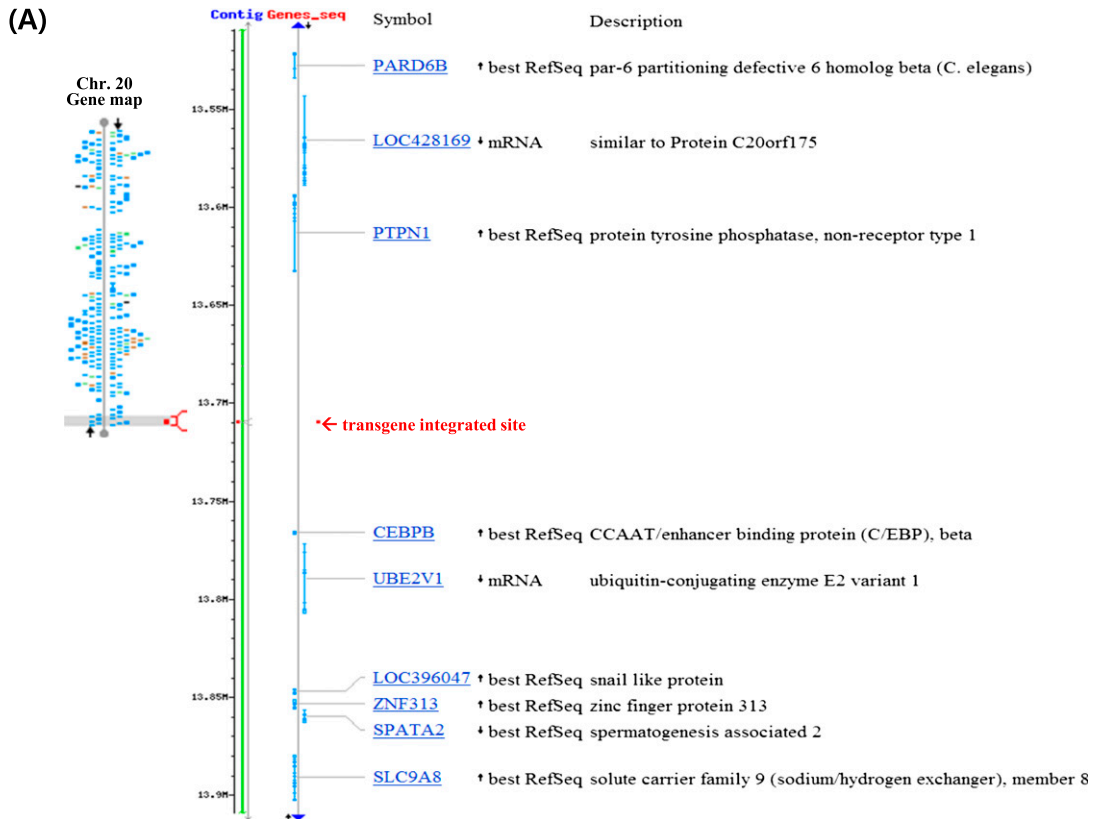 (A)
Contig Genes_seq
Symbol Description
Chr. 20
Gene map
PARD6B best RefSeq par-6 partitioning defective 6 homolog beta (C. elegans)
13.55M
LOC428169 mRNA similar to Protein C20orf175
13.6M
PTPN1 best RefSeq protein tyrosine phosphatase, non-receptor type 1
13.65M
13.7M
transgene integrated site
13.75M
CEBPB best RefSeq CCAAT/enhancer binding protein (C/EBP), beta
UBE2V1 mRNA ubiquitin-conjugating enzyme E2 variant 1
13.8M
LOC396047 best RefSeq snail like protein
13.85M
ZNF313 best RefSeq zinc finger protein 313
SPATA2 best RefSeq spermatogenesis associated 2
SLC9A8 best RefSeq solute carrier family 9 (sodium/hydrogen exchanger), member 8
13.9M